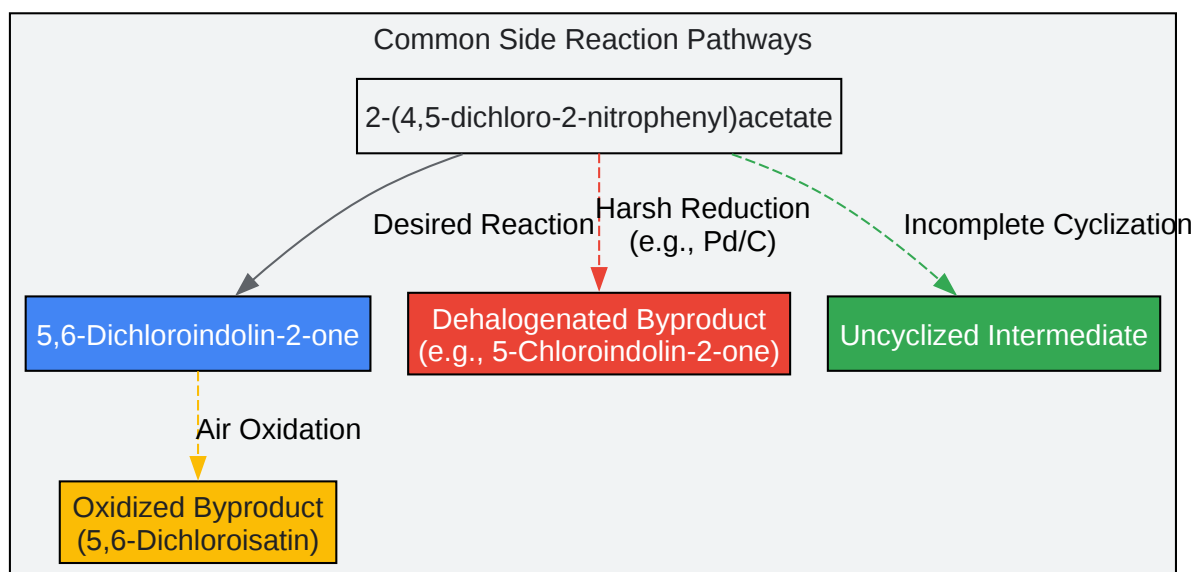 Common Side Reaction Pathways
2-(4,5-dichloro-2-nitrophenyl)acetate
Desired Reaction
Harsh Reduction
(e.g., Pd/C)
Incomplete Cyclization
5,6-Dichloroindolin-2-one
Dehalogenated Byproduct
(e.g., 5-Chloroindolin-2-one)
Uncyclized Intermediate
Air Oxidation
Oxidized Byproduct
(5,6-Dichloroisatin)